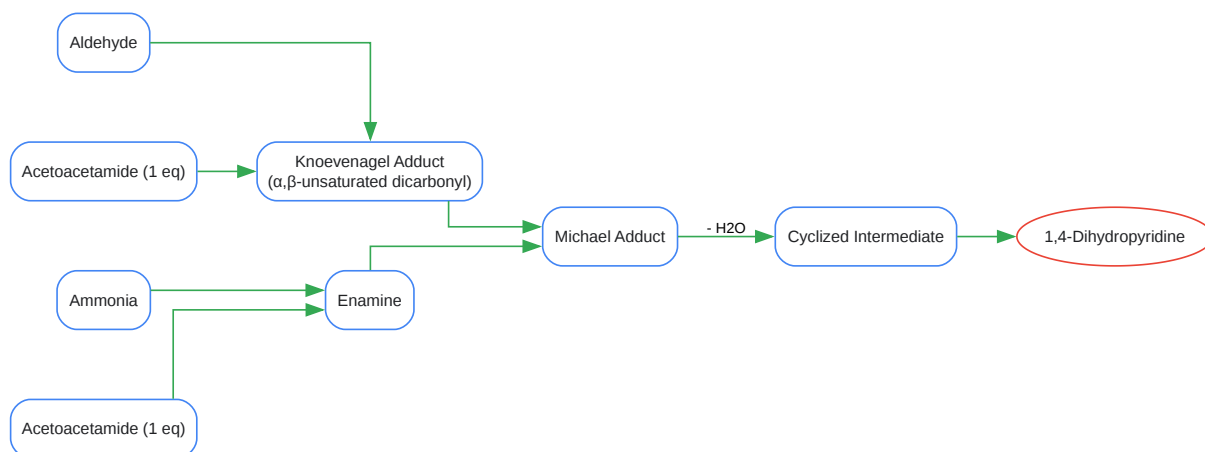 Aldehyde
Acetoacetamide (1 eq)
Knoevenagel Adduct
(α,β-unsaturated dicarbonyl)
Michael Adduct
- H2O
Cyclized Intermediate
1,4-Dihydropyridine
Ammonia
Enamine
Acetoacetamide (1 eq)